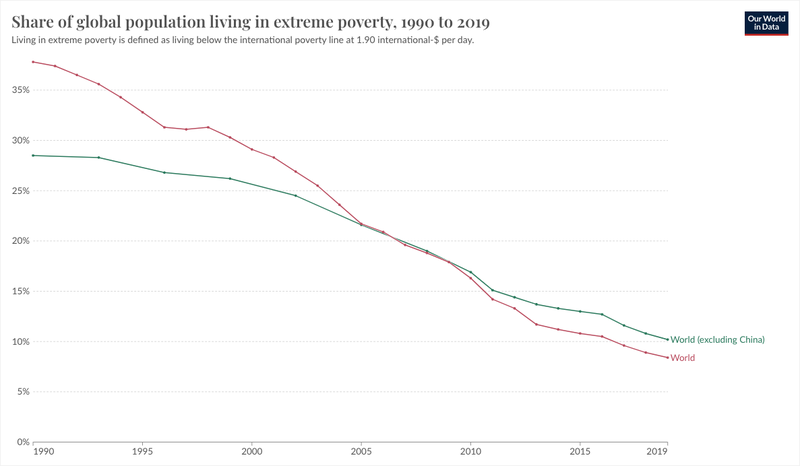 Share of global population living in extreme poverty, 1990 to 2019
Living in extreme poverty is defined as living below the international poverty line at 1.90 international-$ per day.
Our World
in Data
35%
30%
25%
20%
15%
10%
5%
0%
World (excluding China)
World
1990
1995
2000
2005
2010
2015
2019